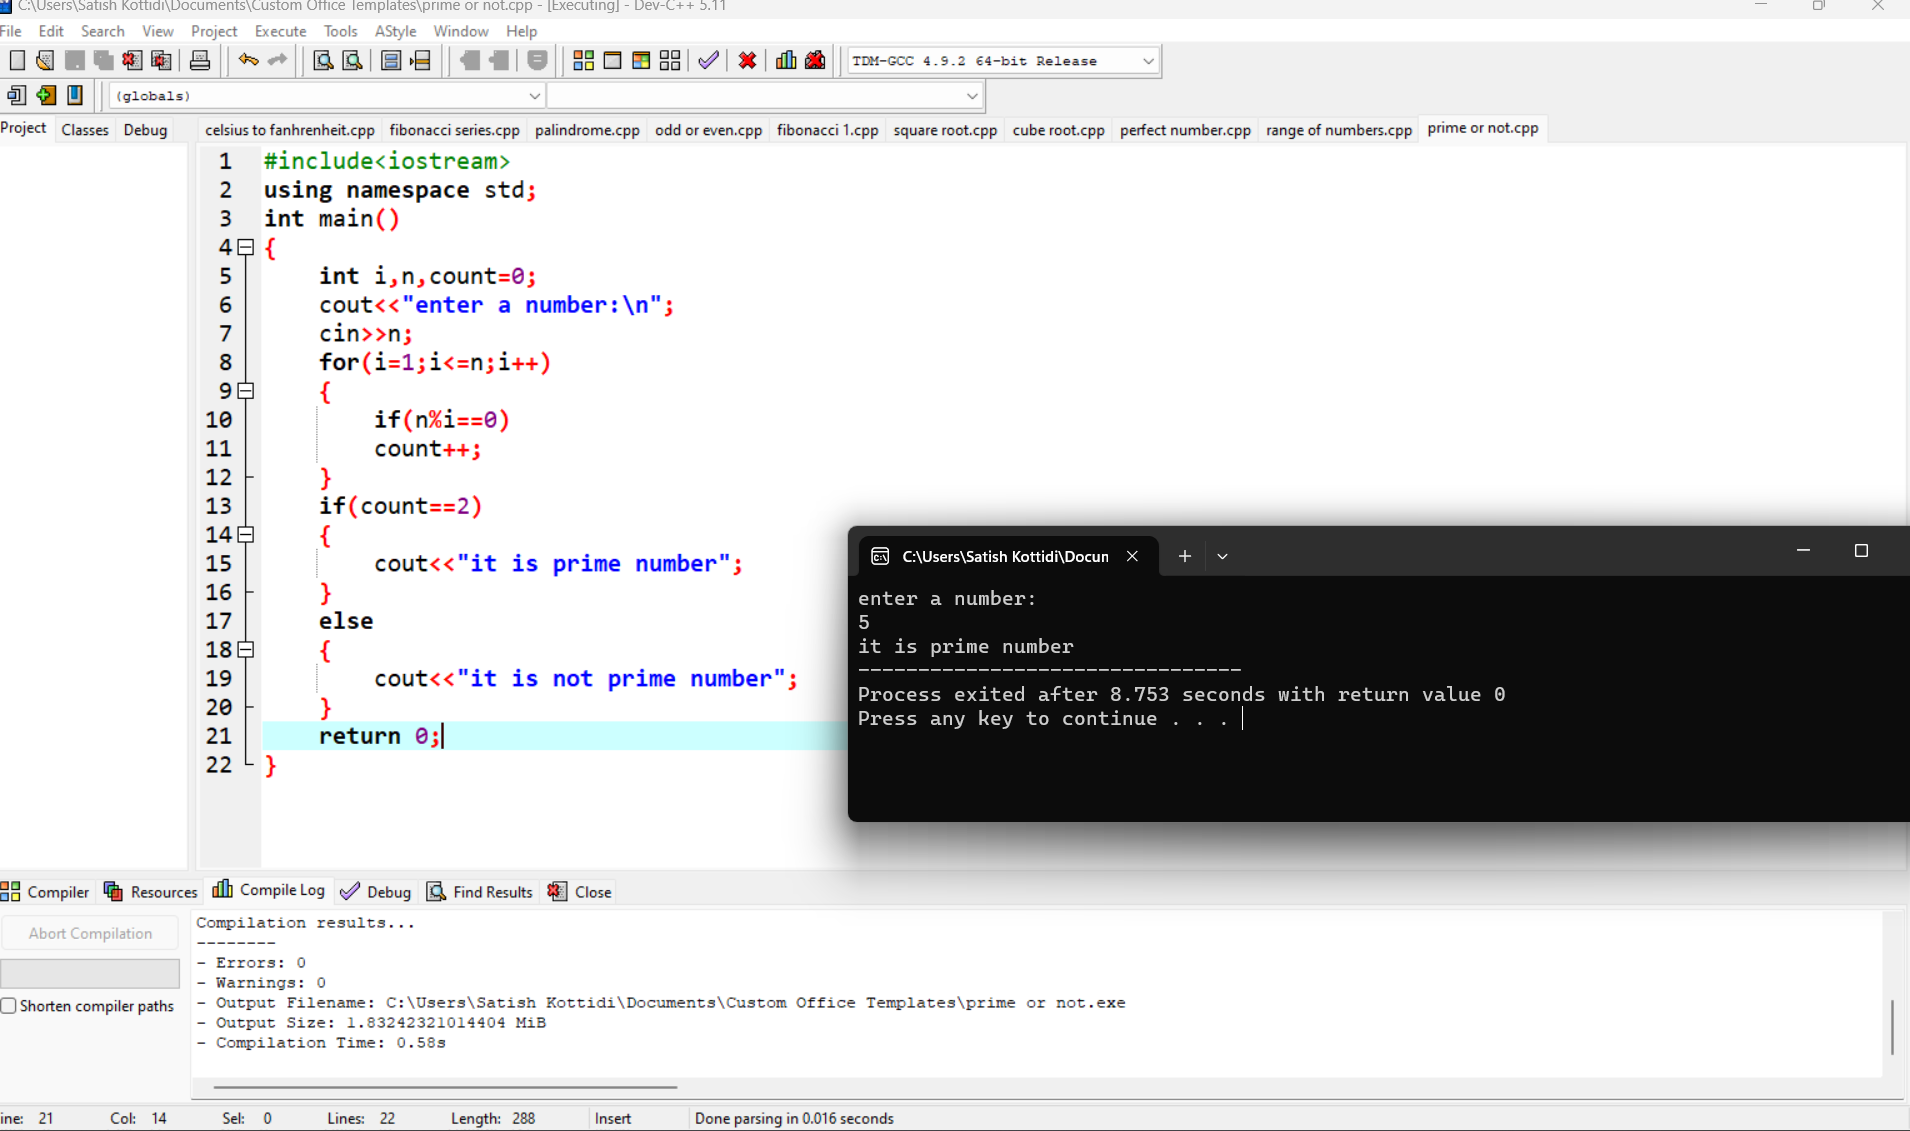 C:\Users\Satish Kottidi\Documents\Custom Office Templates\prime or not.cpp - [Executing] - Dev-C++ 5.11
File Edit Search View Project Execute Tools AStyle Window Help
TDM-GCC 4.9.2 64-bit Release
(globals)
Project Classes Debug celsius to fanhrenheit.cpp fibonacci series.cpp palindrome.cpp odd or even.cpp fibonacci 1.cpp square root.cpp cube root.cpp perfect number.cpp range of numbers.cpp prime or not.cpp
1 #include<iostream>
2 using namespace std;
3 int main()
4 {
5 int i,n,count=0;
6 cout<<"enter a number:\n";
7 cin>>n;
8 for(i=1;i<=n;i++)
9 {
10 if(n%i==0)
11 count++;
12 }
13 if(count==2)
14 {
15 cout<<"it is prime number";
16 }
17 else
18 {
19 cout<<"it is not prime number";
20 }
21 return 0;
22 }
C:\Users\Satish Kottidi\Docun
enter a number:
5
it is prime number
--------------------------------
Process exited after 8.753 seconds with return value 0
Press any key to continue . . .
Compiler Resources Compile Log Debug Find Results Close
Abort Compilation
Shorten compiler paths
Compilation results...
--------
- Errors: 0
- Warnings: 0
- Output Filename: C:\Users\Satish Kottidi\Documents\Custom Office Templates\prime or not.exe
- Output Size: 1.83242321014404 MiB
- Compilation Time: 0.58s
ine: 21 Col: 14 Sel: 0 Lines: 22 Length: 288 Insert Done parsing in 0.016 seconds